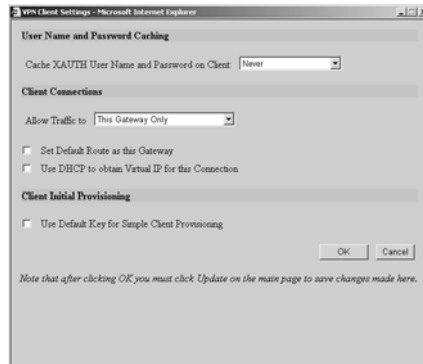 VPN Client Settings - Microsoft Internet Explorer
User Name and Password Caching
Cache XAUTH User Name and Password on Client: Never
Client Connections
Allow Traffic to This Gateway Only
Set Default Route as this Gateway
Use DHCP to obtain Virtual IP for this Connection
Client Initial Provisioning
Use Default Key for Simple Client Provisioning
OK Cancel
Note that after clicking OK you must click Update on the main page to save changes made here.